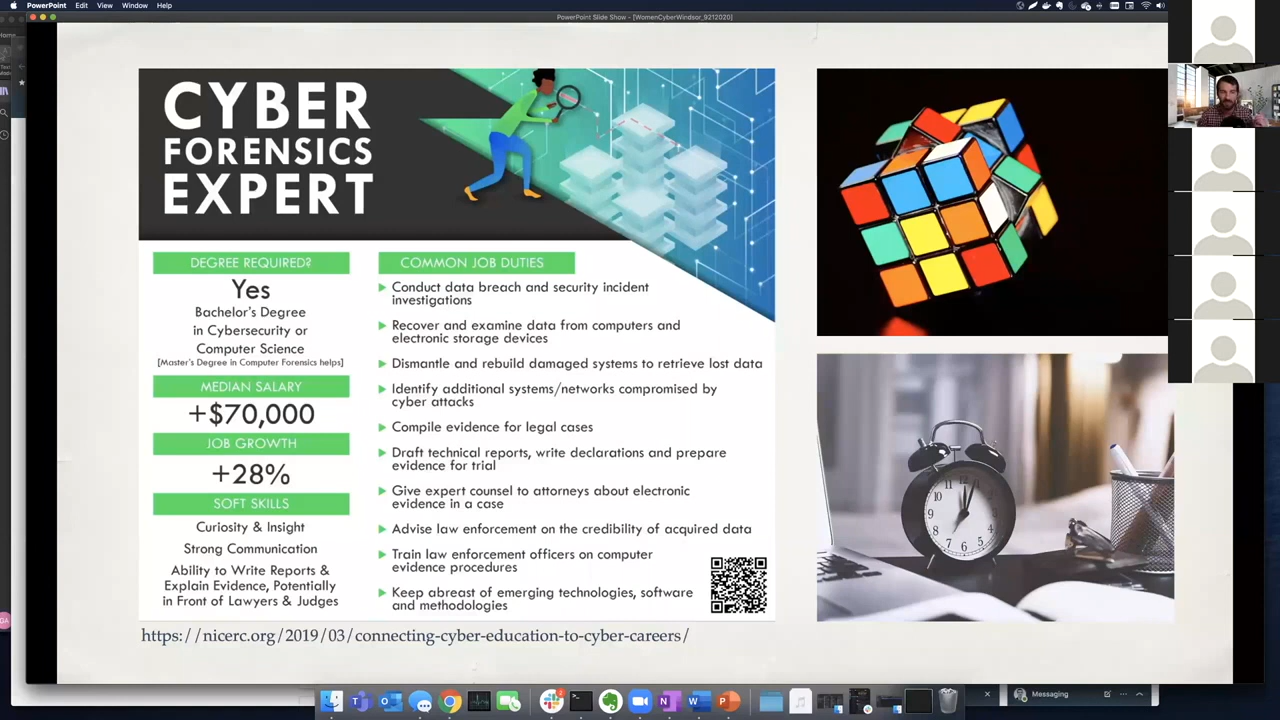 PowerPoint Edit View Window Help
PowerPoint Slide Show - [WomenCyberWindsor_9212020]
CYBER
FORENSICS
EXPERT
DEGREE REQUIRED?
Yes
Bachelor's Degree
in Cybersecurity or
Computer Science
[Master's Degree in Computer Forensics helps]
MEDIAN SALARY
+$70,000
JOB GROWTH
+28%
SOFT SKILLS
Curiosity & Insight
Strong Communication
Ability to Write Reports &
Explain Evidence, Potentially
in Front of Lawyers & Judges
COMMON JOB DUTIES
Conduct data breach and security incident
investigations
Recover and examine data from computers and
electronic storage devices
Dismantle and rebuild damaged systems to retrieve lost data
Identify additional systems/networks compromised by
cyber attacks
Compile evidence for legal cases
Draft technical reports, write declarations and prepare
evidence for trial
Give expert counsel to attorneys about electronic
evidence in a case
Advise law enforcement on the credibility of acquired data
Train law enforcement officers on computer
evidence procedures
Keep abreast of emerging technologies, software
and methodologies
https://nicerc.org/2019/03/connecting-cyber-education-to-cyber-careers/
Messaging